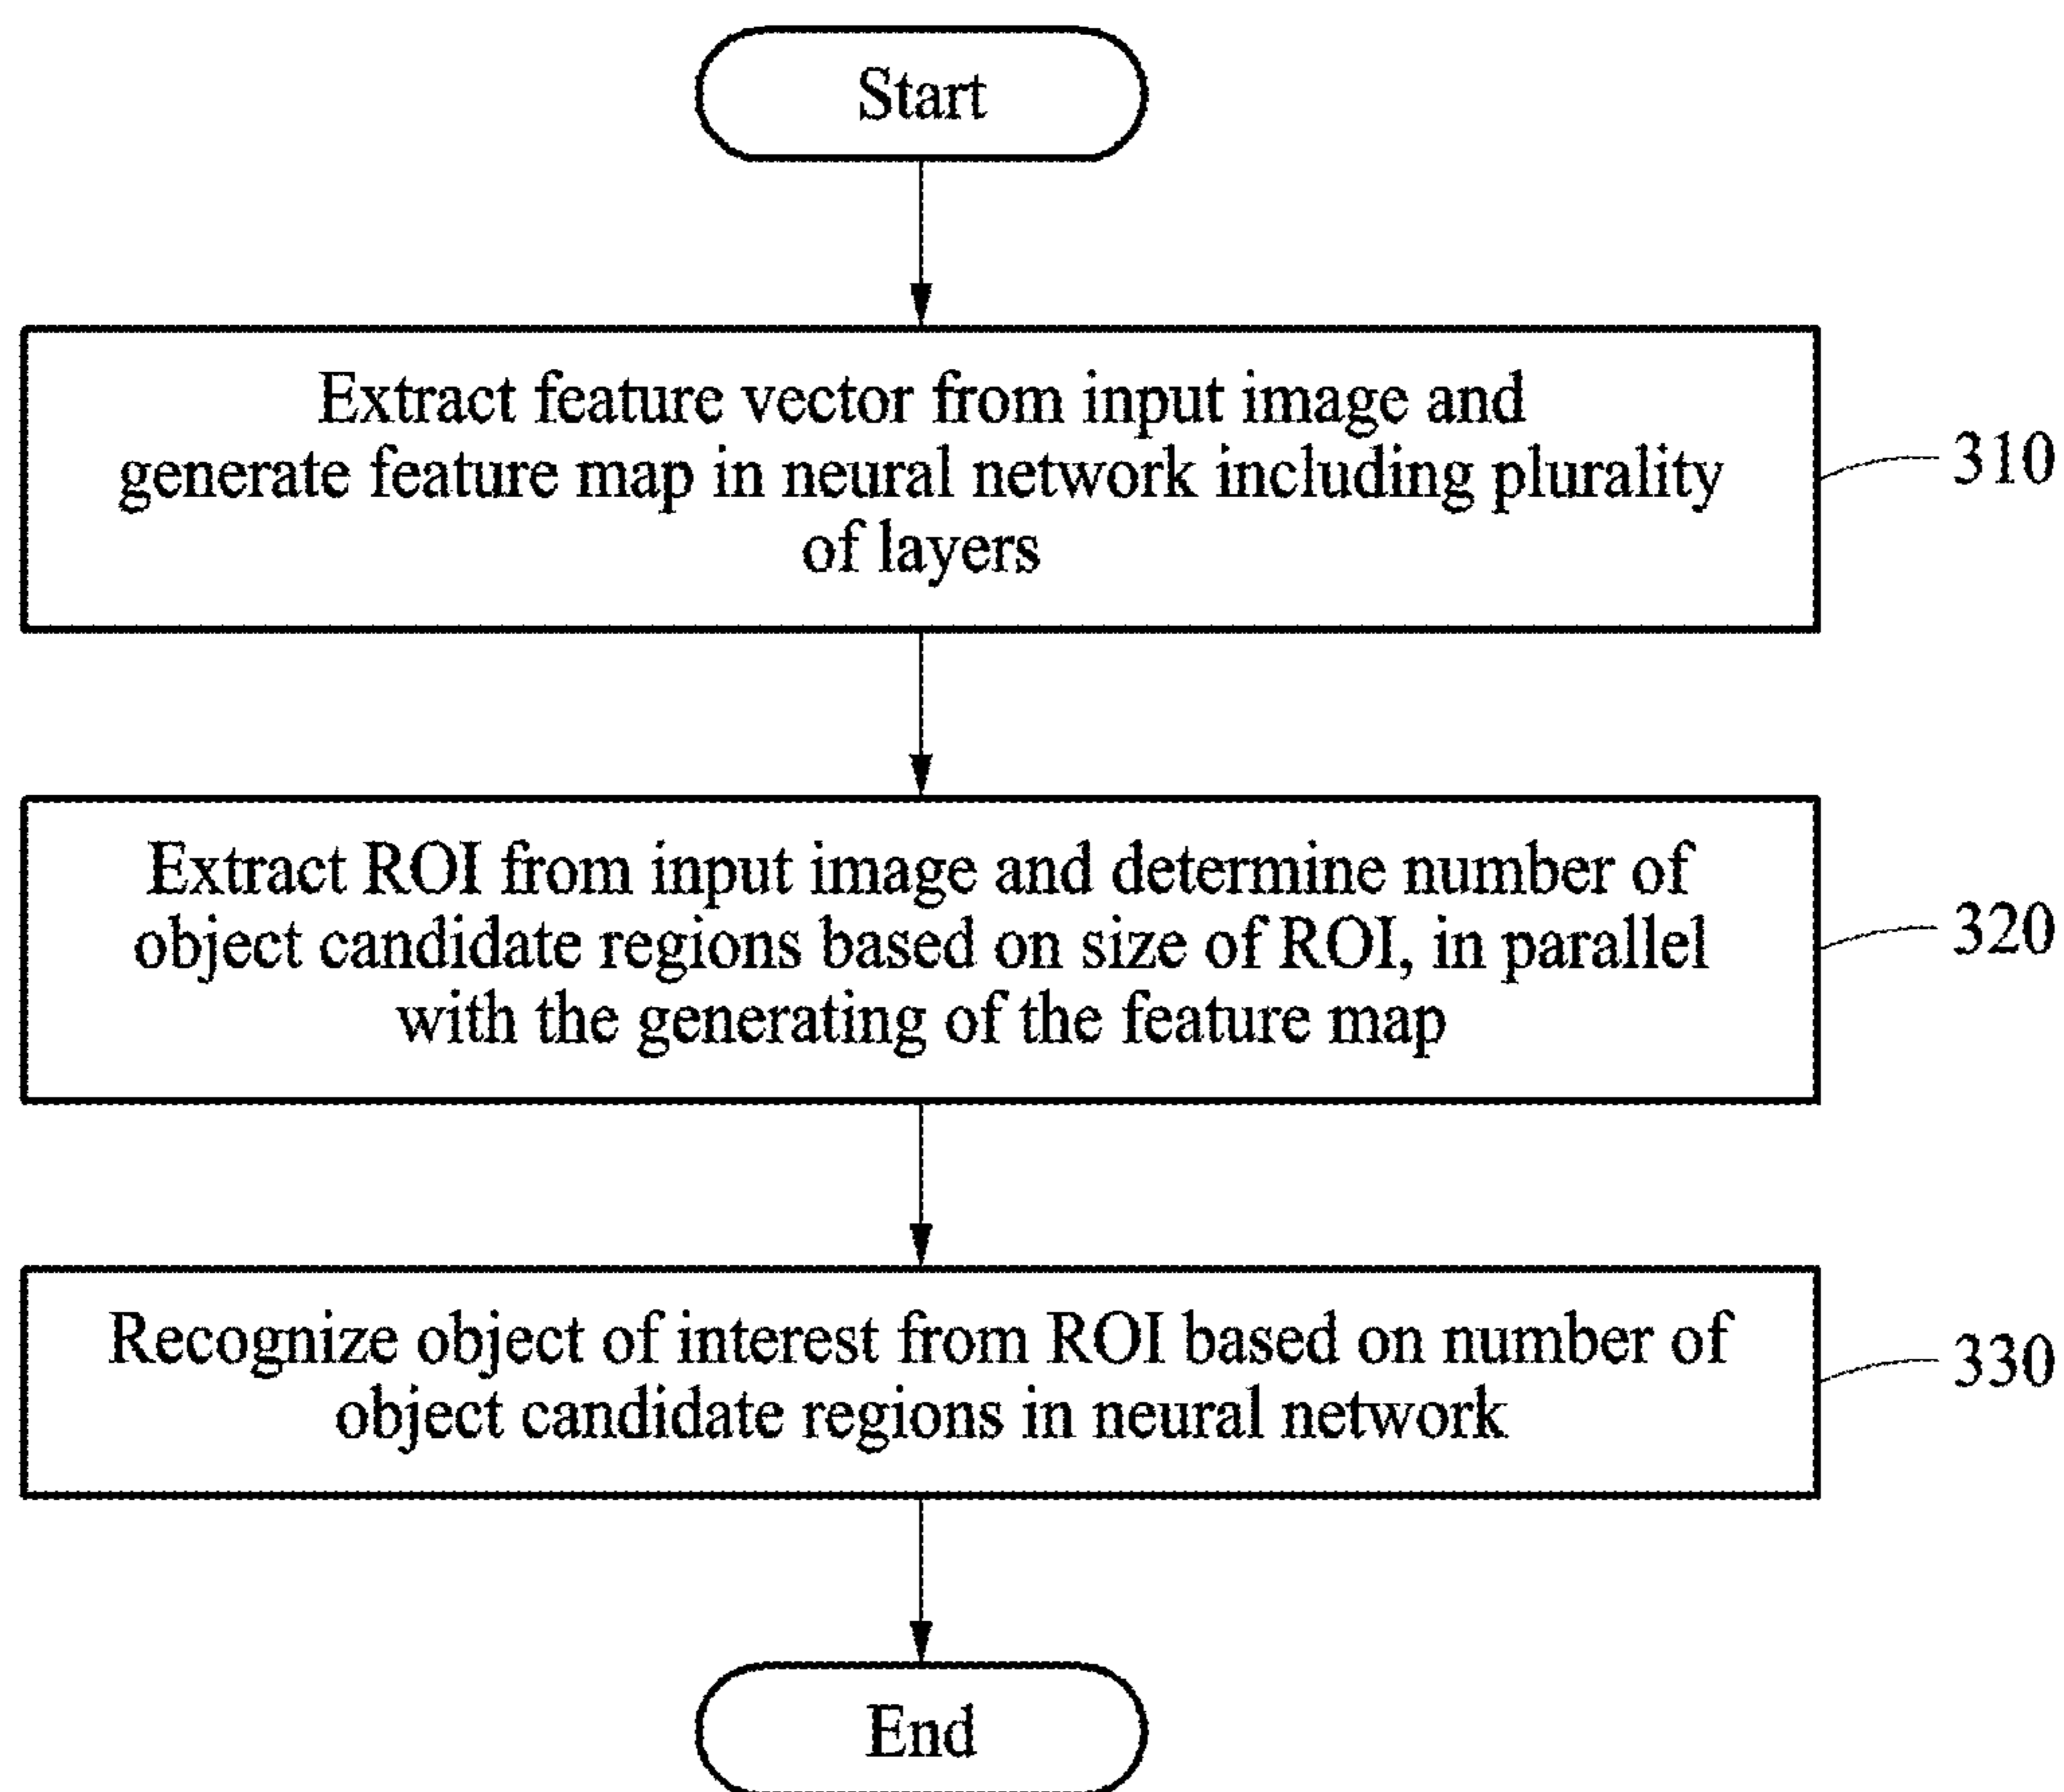 Start
Extract feature vector from input image and
generate feature map in neural network including plurality
of layers
310
Extract ROI from input image and determine number of
object candidate regions based on size of ROI, in parallel
with the generating of the feature map
320
Recognize object of interest from ROI based on number of
object candidate regions in neural network
330
End